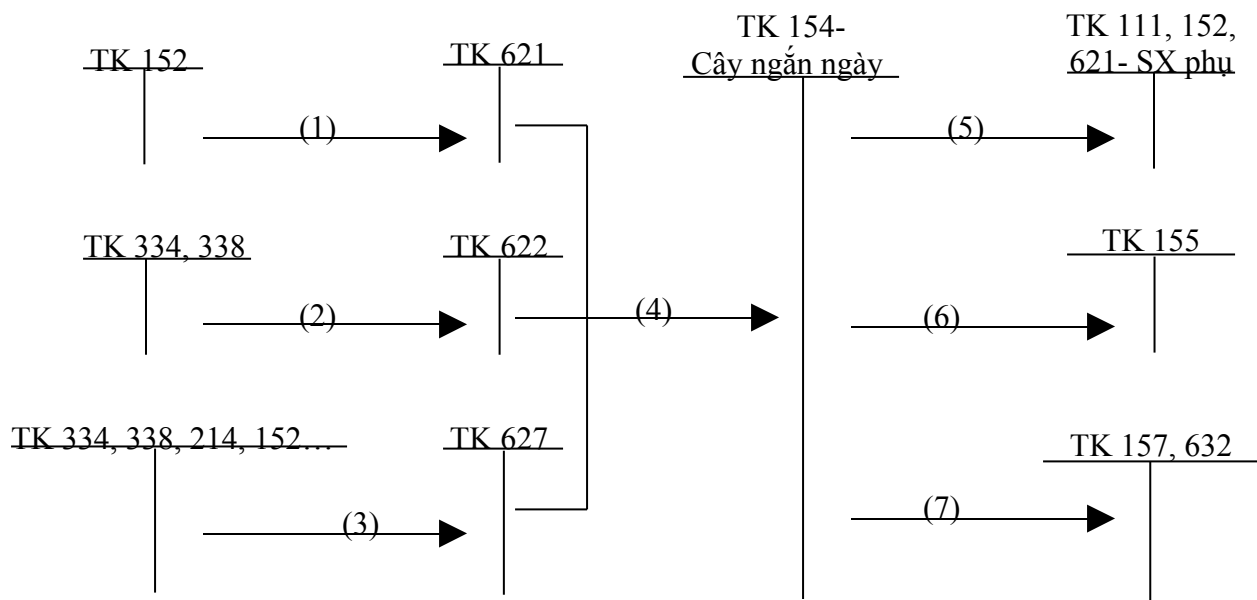 TK 152
TK 621
TK 154-
Cây ngắn ngày
TK 111, 152,
621- SX phụ
(1)
(5)
TK 334, 338
TK 622
TK 155
(2)
(4)
(6)
TK 334, 338, 214, 152…
TK 627
TK 157, 632
(3)
(7)